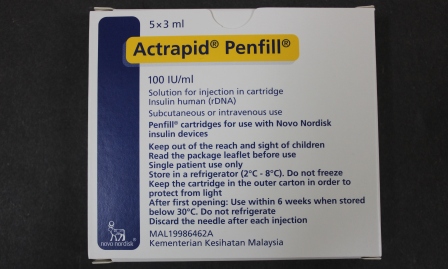 5×3 ml
Actrapid® Penfill®
100 IU/ml
Solution for injection in cartridge
Insulin human (rDNA)
Subcutaneous or intravenous use
Penfill® cartridges for use with Novo Nordisk
insulin devices
Keep out of the reach and sight of children
Read the package leaflet before use
Single patient use only
Store in a refrigerator (2°C - 8°C). Do not freeze
Keep the cartridge in the outer carton in order to
protect from light
After first opening: Use within 6 weeks when stored
below 30°C. Do not refrigerate
Discard the needle after each injection
MAL19986462A
Kementerian Kesihatan Malaysia
novo nordisk®